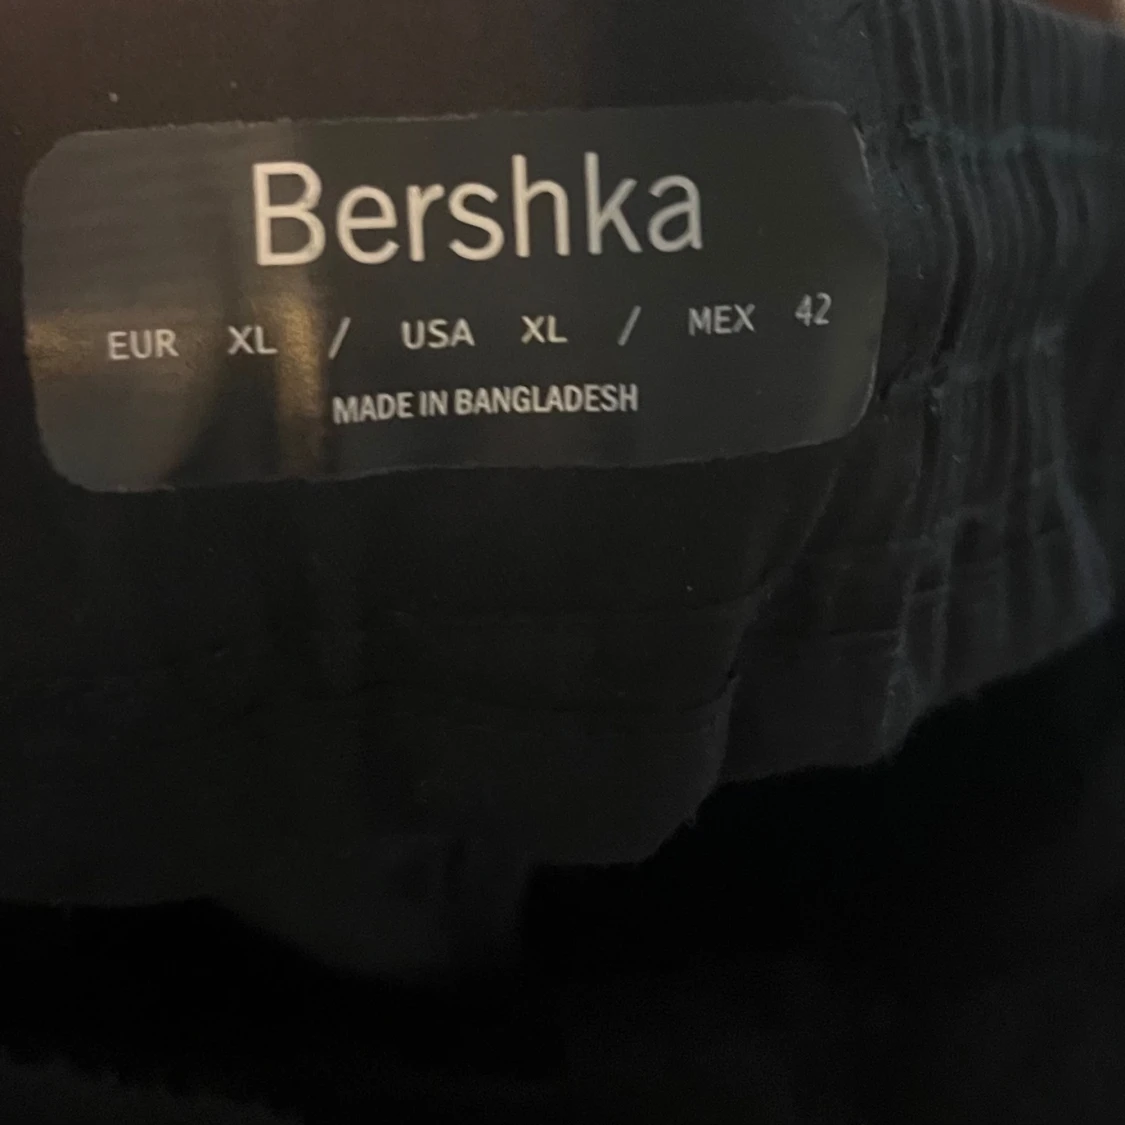 Bershka
EUR XL / USA XL / MEX 42
MADE IN BANGLADESH